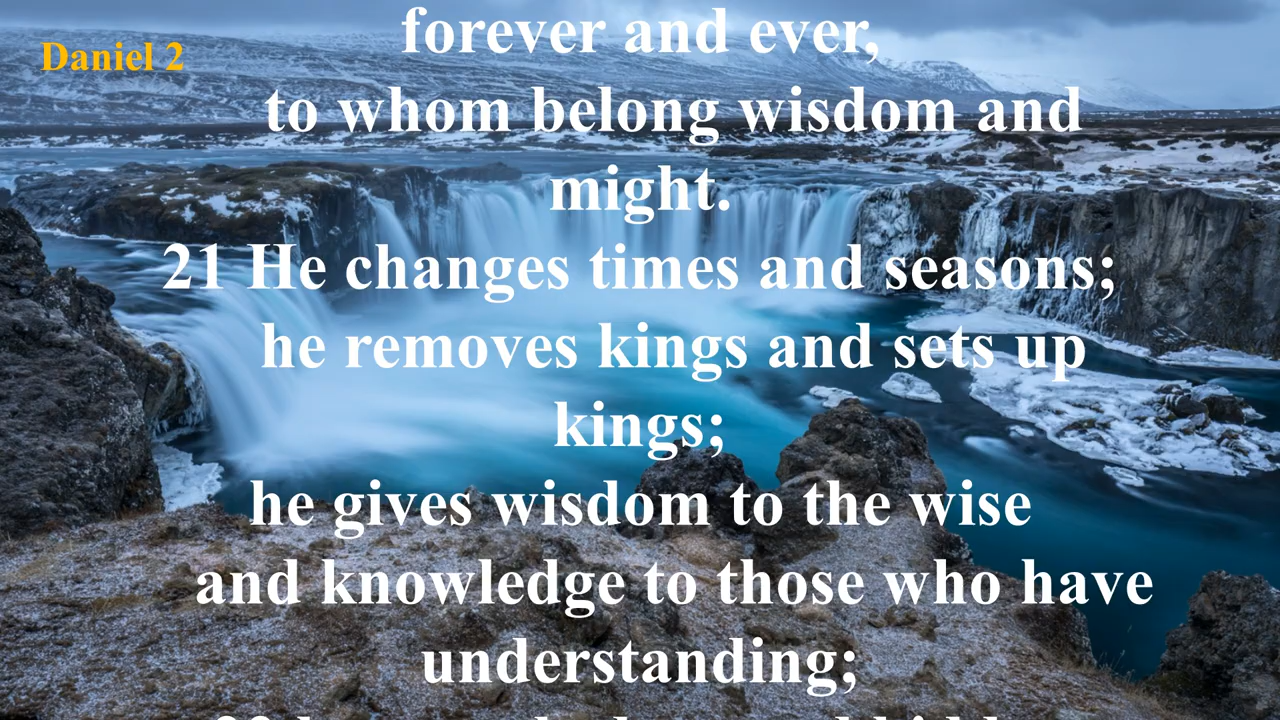 forever and ever,
Daniel 2
to whom belong wisdom and
might.
21 He changes times and seasons;
he removes kings and sets up
kings;
he gives wisdom to the wise
and knowledge to those who have
understanding;